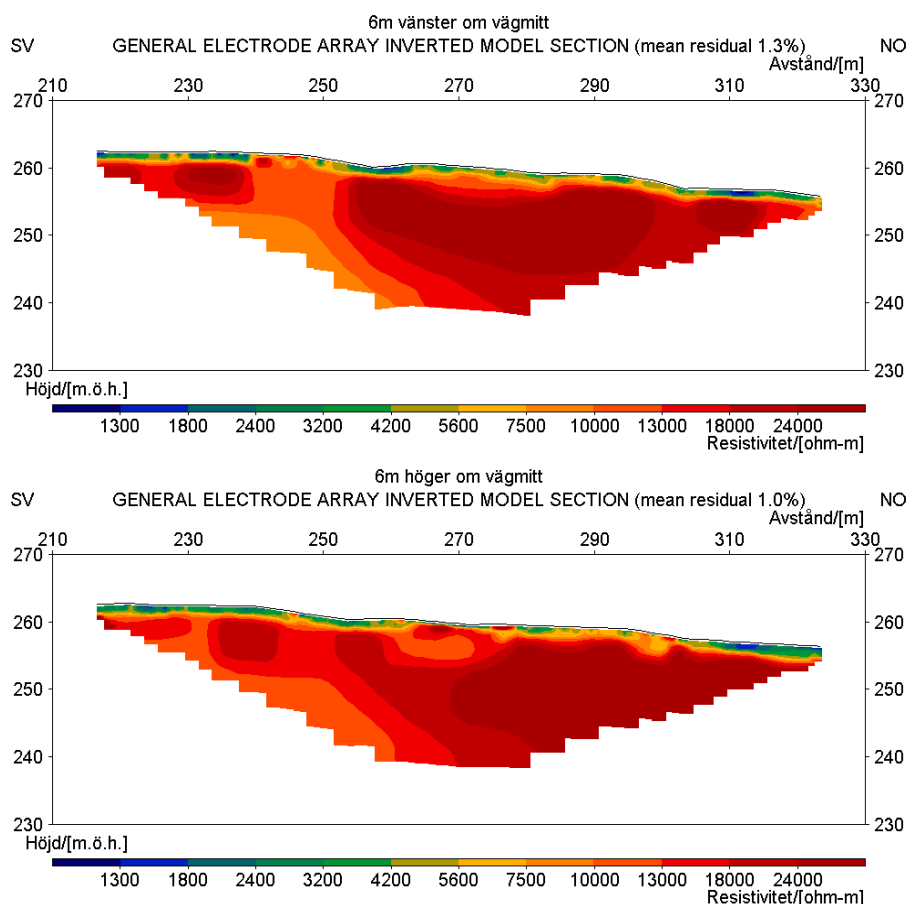 6m vänster om vägmitt
SV GENERAL ELECTRODE ARRAY INVERTED MODEL SECTION (mean residual 1.3%) NO
Avstånd/[m]
210 230 250 270 290 310 330
270 270
260 260
250 250
240 240
230 230
Höjd/[m.ö.h.]
1300 1800 2400 3200 4200 5600 7500 10000 13000 18000 24000
Resistivitet/[ohm-m]
6m höger om vägmitt
SV GENERAL ELECTRODE ARRAY INVERTED MODEL SECTION (mean residual 1.0%) NO
Avstånd/[m]
210 230 250 270 290 310 330
270 270
260 260
250 250
240 240
230 230
Höjd/[m.ö.h.]
1300 1800 2400 3200 4200 5600 7500 10000 13000 18000 24000
Resistivitet/[ohm-m]